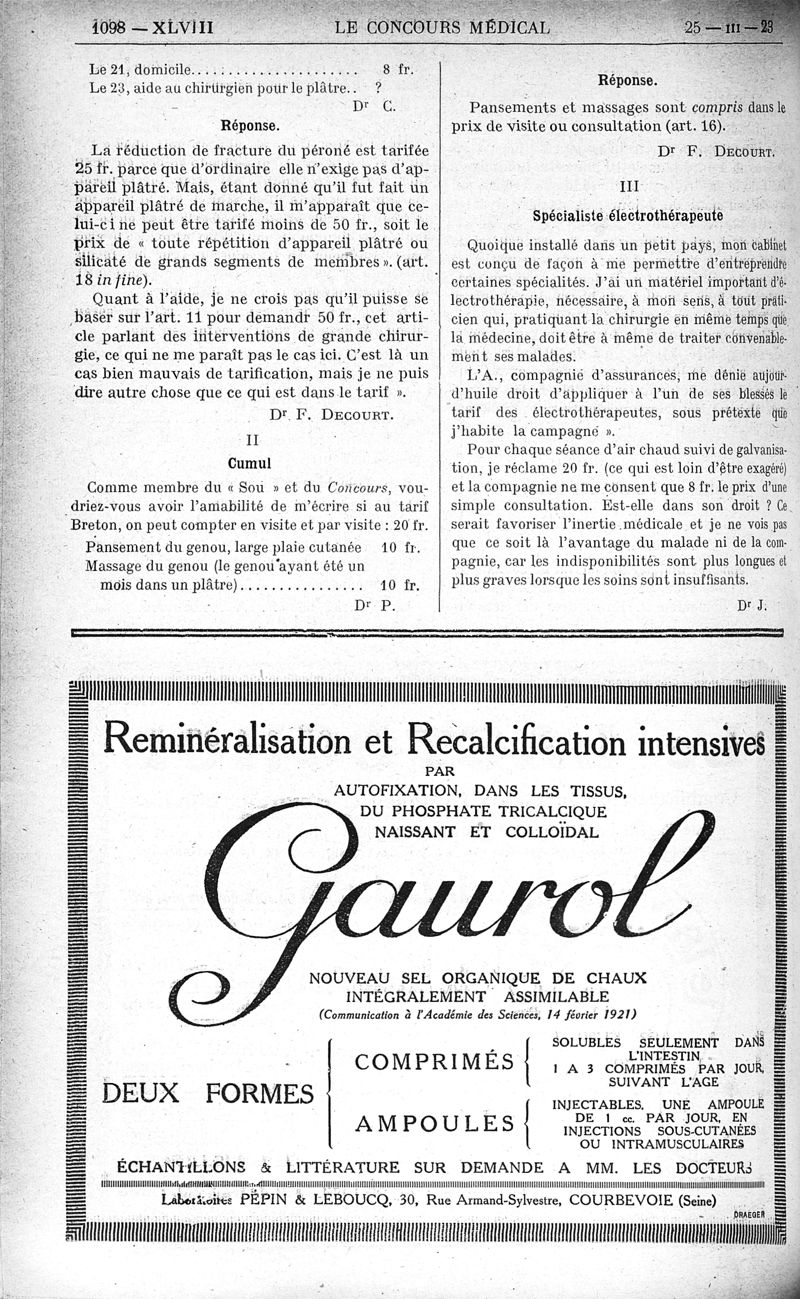 1098 — XLVIII LE CONCOURS MÉDICAL 25 — III — 23
Le 21, domicile..................... 8 fr.
Le 23, aide au chirurgien pour le plâtre.. ?
Dr C.
Réponse.
La réduction de fracture du péroné est tarifée
25 fr. parce que d'ordinaire elle n'exige pas d'ap-
pareil plâtré. Mais, étant donné qu'il fut fait un
appareil plâtré de marche, il m'apparaît que ce-
lui-ci ne peut être tarifé moins de 50 fr., soit le
prix de « toute répétition d'appareil plâtré ou
silicaté de grands segments de membres ». (art.
18 in fine).
Quant à l'aide, je ne crois pas qu'il puisse se
baser sur l'art. 11 pour demandr 50 fr., cet arti-
cle parlant des interventions de grande chirur-
gie, ce qui ne me paraît pas le cas ici. C'est là un
cas bien mauvais de tarification, mais je ne puis
dire autre chose que ce qui est dans le tarif ».
Dr F. DECOURT.
II
Cumul
Comme membre du « Sou » et du Concours, vou-
driez-vous avoir l'amabilité de m'écrire si au tarif
Breton, on peut compter en visite et par visite : 20 fr.
Pansement du genou, large plaie cutanée 10 fr.
Massage du genou (le genou ayant été un
mois dans un plâtre)................ 10 fr.
Dr P.
Réponse.
Pansements et massages sont compris dans le
prix de visite ou consultation (art. 16).
Dr F. DECOURT.
III
Spécialiste électrothérapeute
Quoique installé dans un petit pays, mon cabinet
est conçu de façon à me permettre d'entreprendre
certaines spécialités. J'ai un matériel important d'é-
lectrothérapie, nécessaire, à mon sens, à tout prati-
cien qui, pratiquant la chirurgie en même temps que
la médecine, doit être à même de traiter convenable-
ment ses malades.
L'A., compagnie d'assurances, me dénie aujour-
d'huile droit d'appliquer à l'un de ses blessés le
tarif des électrothérapeutes, sous prétexte que
j'habite la campagne ».
Pour chaque séance d'air chaud suivi de galvanisa-
tion, je réclame 20 fr. (ce qui est loin d'être exagéré)
et la compagnie ne me consent que 8 fr. le prix d'une
simple consultation. Est-elle dans son droit ? Ce
serait favoriser l'inertie médicale et je ne vois pas
que ce soit là l'avantage du malade ni de la com-
pagnie, car les indisponibilités sont plus longues et
plus graves lorsque les soins sont insuffisants.
Dr J.
Reminéralisation et Recalcification intensives
PAR
AUTOFIXATION, DANS LES TISSUS,
DU PHOSPHATE TRICALCIQUE
NAISSANT ET COLLOÏDAL
Gaurol
NOUVEAU SEL ORGANIQUE DE CHAUX
INTÉGRALEMENT ASSIMILABLE
(Communication à l'Académie des Sciences, 14 février 1921)
DEUX FORMES
COMPRIMÉS
SOLUBLES SEULEMENT DANS
L'INTESTIN
1 A 3 COMPRIMÉS PAR JOUR,
SUIVANT L'AGE
AMPOULES
INJECTABLES. UNE AMPOULE
DE 1 cc. PAR JOUR, EN
INJECTIONS SOUS-CUTANÉES
OU INTRAMUSCULAIRES
ÉCHANTILLONS & LITTÉRATURE SUR DEMANDE A MM. LES DOCTEURS
Laboratoires PÉPIN & LEBOUCQ, 30, Rue Armand-Sylvestre, COURBEVOIE (Seine)
DRAEGER